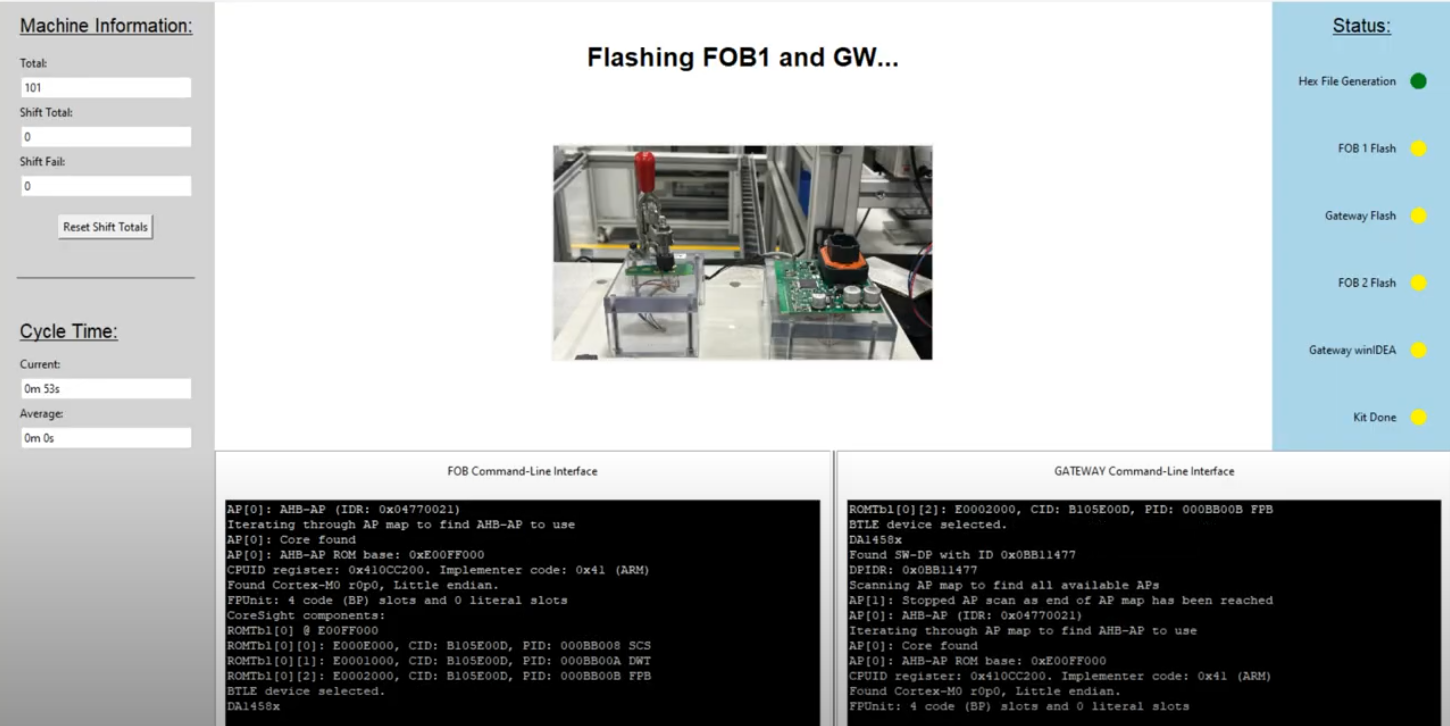 Machine Information:
Total:
101
Shift Total:
0
Shift Fail:
0
Reset Shift Totals
Cycle Time:
Current:
0m 53s
Average:
0m 0s
Flashing FOB1 and GW...
Status:
Hex File Generation
FOB 1 Flash
Gateway Flash
FOB 2 Flash
Gateway winIDEA
Kit Done
FOB Command-Line Interface
AP[0]: AHB-AP (IDR: 0x04770021)
Iterating through AP map to find AHB-AP to use
AP[0]: Core found
AP[0]: AHB-AP ROM base: 0xE00FF000
CPUID register: 0x410CC200. Implementer code: 0x41 (ARM)
Found Cortex-M0 r0p0, Little endian.
FPUnit: 4 code (BP) slots and 0 literal slots
CoreSight components:
ROMTbl[0] @ E00FF000
ROMTbl[0][0]: E000E000, CID: B105E00D, PID: 000BB008 SCS
ROMTbl[0][1]: E0001000, CID: B105E00D, PID: 000BB00A DWT
ROMTbl[0][2]: E0002000, CID: B105E00D, PID: 000BB00B FPB
BTLE device selected.
DA1458x
GATEWAY Command-Line Interface
ROMTbl[0][2]: E0002000, CID: B105E00D, PID: 000BB00B FPB
BTLE device selected.
DA1458x
Found SW-DP with ID 0x0BB11477
DPIDR: 0x0BB11477
Scanning AP map to find all available APs
AP[1]: Stopped AP scan as end of AP map has been reached
AP[0]: AHB-AP (IDR: 0x04770021)
Iterating through AP map to find AHB-AP to use
AP[0]: Core found
AP[0]: AHB-AP ROM base: 0xE00FF000
CPUID register: 0x410CC200. Implementer code: 0x41 (ARM)
Found Cortex-M0 r0p0, Little endian.
FPUnit: 4 code (BP) slots and 0 literal slots